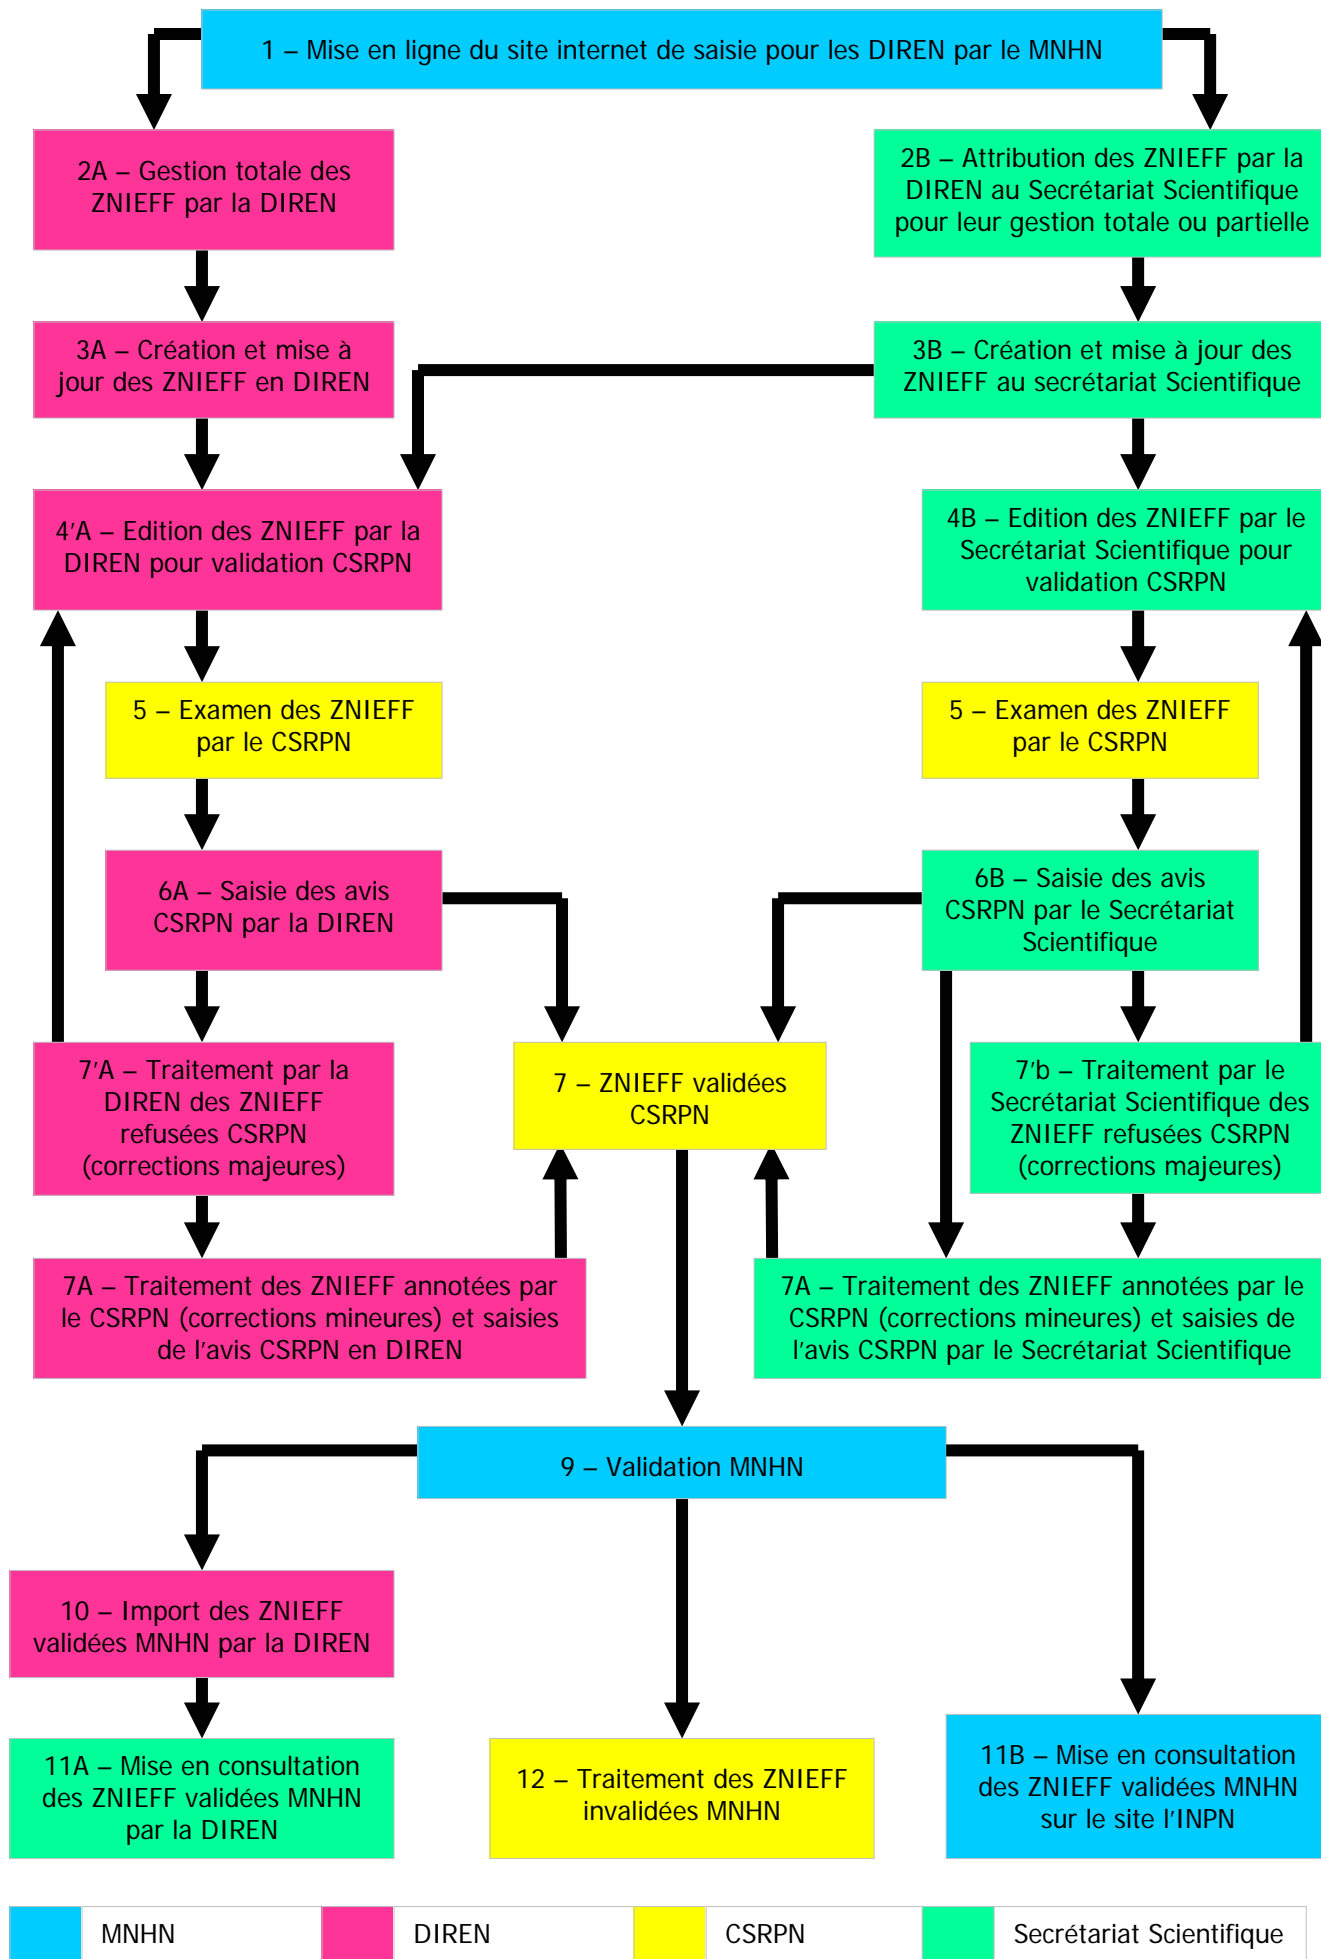 1 – Mise en ligne du site internet de saisie pour les DIREN par le MNHN
2A – Gestion totale des
ZNIEFF par la DIREN
2B – Attribution des ZNIEFF par la
DIREN au Secrétariat Scientifique
pour leur gestion totale ou partielle
3A – Création et mise à
jour des ZNIEFF en DIREN
3B – Création et mise à jour des
ZNIEFF au secrétariat Scientifique
4'A – Edition des ZNIEFF par la
DIREN pour validation CSRPN
4B – Edition des ZNIEFF par le
Secrétariat Scientifique pour
validation CSRPN
5 – Examen des ZNIEFF
par le CSRPN
5 – Examen des ZNIEFF
par le CSRPN
6A – Saisie des avis
CSRPN par la DIREN
6B – Saisie des avis
CSRPN par le Secrétariat
Scientifique
7'A – Traitement par la
DIREN des ZNIEFF
refusées CSRPN
(corrections majeures)
7 – ZNIEFF validées
CSRPN
7'b – Traitement par le
Secrétariat Scientifique des
ZNIEFF refusées CSRPN
(corrections majeures)
7A – Traitement des ZNIEFF annotées par
le CSRPN (corrections mineures) et saisies
de l'avis CSRPN en DIREN
7A – Traitement des ZNIEFF annotées par le
CSRPN (corrections mineures) et saisies de
l'avis CSRPN par le Secrétariat Scientifique
9 – Validation MNHN
10 – Import des ZNIEFF
validées MNHN par la DIREN
11A – Mise en consultation
des ZNIEFF validées MNHN
par la DIREN
12 – Traitement des ZNIEFF
invalidées MNHN
11B – Mise en consultation
des ZNIEFF validées MNHN
sur le site l'INPN
MNHN
DIREN
CSRPN
Secrétariat Scientifique